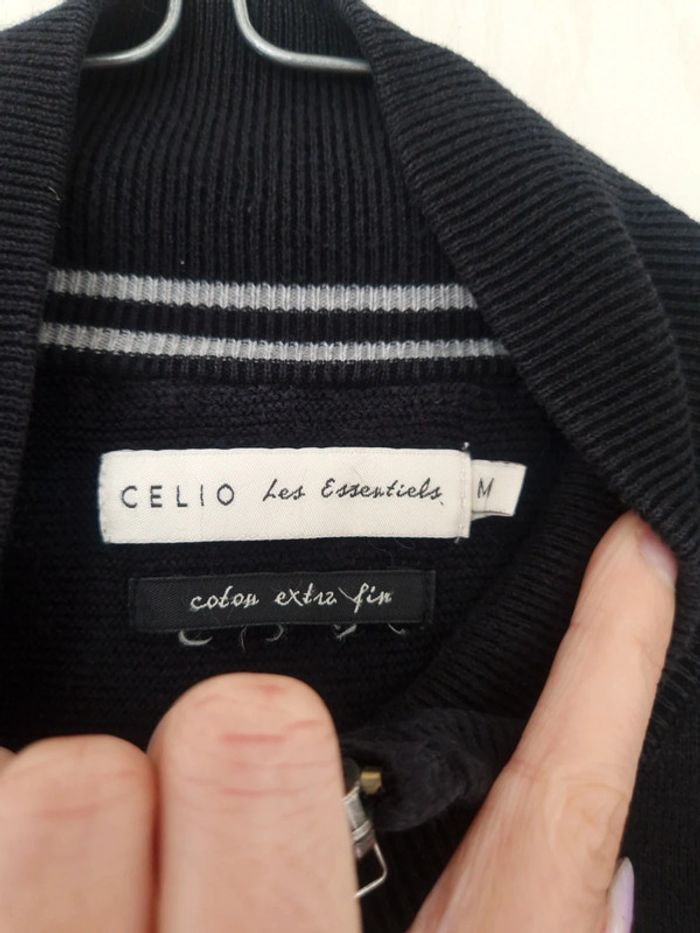 CELIO Les Essentiels M
coton extra fin